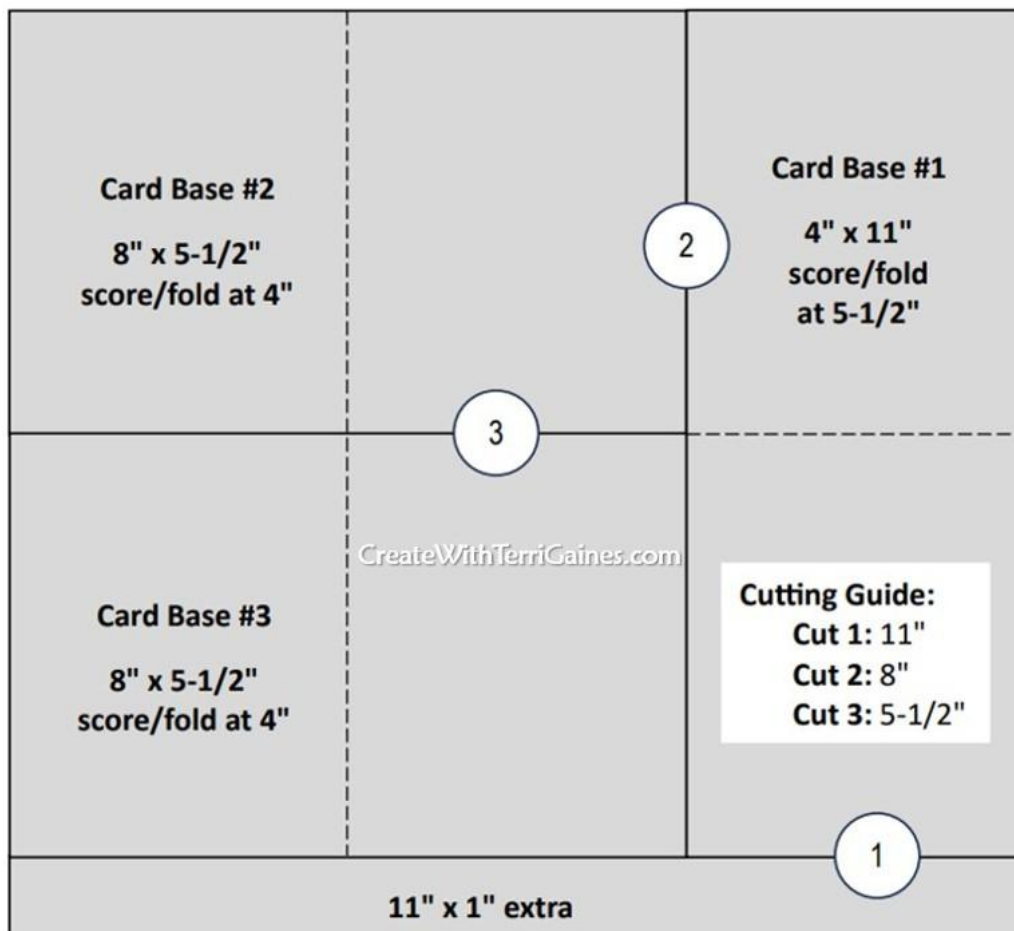 Card Base #2
8" x 5-1/2"
score/fold at 4"
Card Base #1
4" x 11"
score/fold
at 5-1/2"
2
3
CreateWithTerriGaines.com
Card Base #3
8" x 5-1/2"
score/fold at 4"
Cutting Guide:
Cut 1: 11"
Cut 2: 8"
Cut 3: 5-1/2"
1
11" x 1" extra